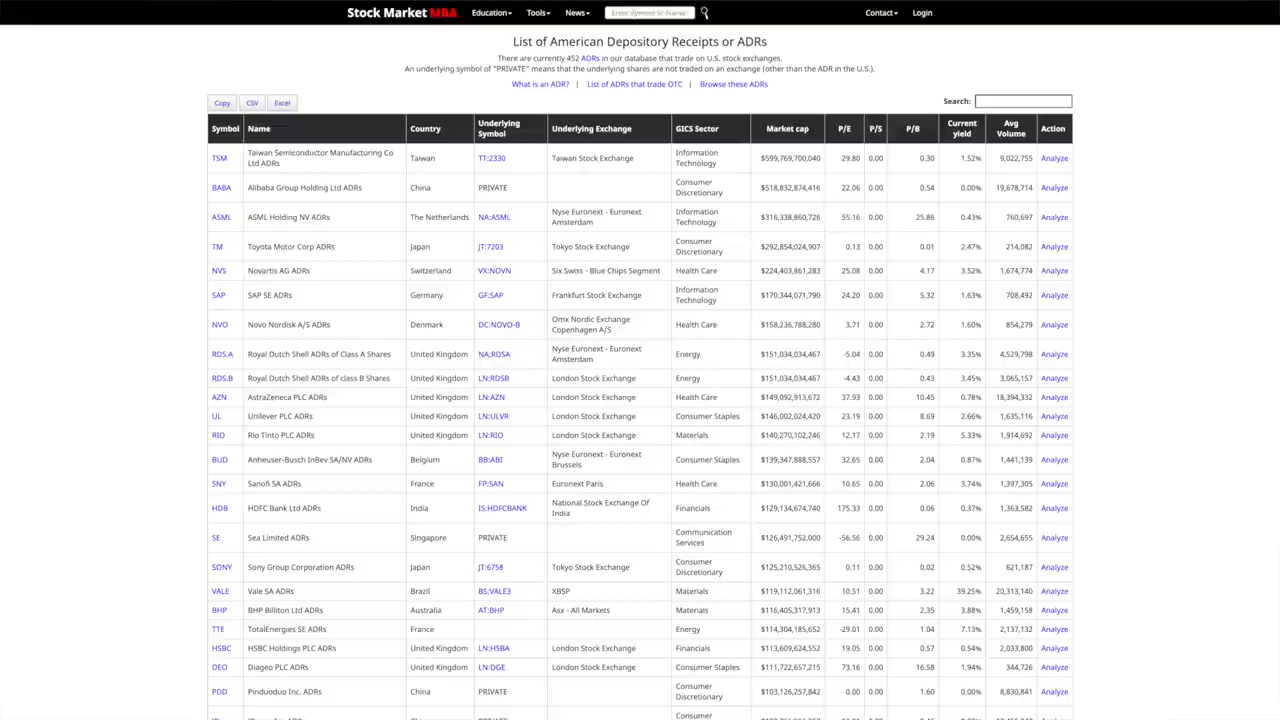 Stock Market MBA Education Tools News Enter Symbol or Name Contact Login
List of American Depository Receipts or ADRs
There are currently 452 ADRs in our database that trade on U.S. stock exchanges.
An underlying symbol of "PRIVATE" means that the underlying shares are not traded on an exchange (other than the ADR in the U.S.).
What is an ADR? | List of ADRs that trade OTC | Browse these ADRs
Copy CSV Excel Search:
Symbol Name Country Underlying Symbol Underlying Exchange GICS Sector Market cap P/E P/S P/B Current yield Avg Volume Action
TSM Taiwan Semiconductor Manufacturing Co Ltd ADRs Taiwan TT:2330 Taiwan Stock Exchange Information Technology $599,769,700,040 29.80 0.00 0.30 1.52% 9,022,755 Analyze
BABA Alibaba Group Holding Ltd ADRs China PRIVATE Consumer Discretionary $518,832,874,416 22.06 0.00 0.54 0.00% 19,678,714 Analyze
ASML ASML Holding NV ADRs The Netherlands NA:ASML Nyse Euronext - Euronext Amsterdam Information Technology $316,338,860,726 55.16 0.00 25.86 0.43% 760,697 Analyze
TM Toyota Motor Corp ADRs Japan JT:7203 Tokyo Stock Exchange Consumer Discretionary $292,854,024,907 0.13 0.00 0.01 2.47% 214,082 Analyze
NVS Novartis AG ADRs Switzerland VX:NOVN Six Swiss - Blue Chips Segment Health Care $224,403,861,283 25.08 0.00 4.17 3.52% 1,674,774 Analyze
SAP SAP SE ADRs Germany GF:SAP Frankfurt Stock Exchange Information Technology $170,344,071,790 24.20 0.00 5.32 1.63% 708,492 Analyze
NVO Novo Nordisk A/S ADRs Denmark DC:NOVO-B Omx Nordic Exchange Copenhagen A/S Health Care $158,236,788,280 3.71 0.00 2.72 1.60% 854,279 Analyze
RDS.A Royal Dutch Shell ADRs of Class A Shares United Kingdom NA:RDSA Nyse Euronext - Euronext Amsterdam Energy $151,034,034,467 -5.04 0.00 0.49 3.35% 4,529,798 Analyze
RDS.B Royal Dutch Shell ADRs of class B Shares United Kingdom LN:RDSB London Stock Exchange Energy $151,034,034,467 -4.43 0.00 0.43 3.45% 3,065,157 Analyze
AZN AstraZeneca PLC ADRs United Kingdom LN:AZN London Stock Exchange Health Care $149,092,913,672 37.93 0.00 10.45 0.78% 18,394,332 Analyze
UL Unilever PLC ADRs United Kingdom LN:ULVR London Stock Exchange Consumer Staples $146,002,024,420 23.19 0.00 8.69 2.66% 1,635,116 Analyze
RIO Rio Tinto PLC ADRs United Kingdom LN:RIO London Stock Exchange Materials $140,270,102,246 12.17 0.00 2.19 5.33% 1,914,692 Analyze
BUD Anheuser-Busch InBev SA/NV ADRs Belgium BB:ABI Nyse Euronext - Euronext Brussels Consumer Staples $139,347,888,557 32.65 0.00 2.04 0.87% 1,441,139 Analyze
SNY Sanofi SA ADRs France FP:SAN Euronext Paris Health Care $130,001,421,666 10.65 0.00 2.06 3.74% 1,397,305 Analyze
HDB HDFC Bank Ltd ADRs India IS:HDFCBANK National Stock Exchange Of India Financials $129,134,674,740 175.33 0.00 0.06 0.37% 1,363,582 Analyze
SE Sea Limited ADRs Singapore PRIVATE Communication Services $126,491,752,000 -56.56 0.00 29.24 0.00% 2,654,655 Analyze
SONY Sony Group Corporation ADRs Japan JT:6758 Tokyo Stock Exchange Consumer Discretionary $125,210,526,365 0.11 0.00 0.02 0.52% 621,187 Analyze
VALE Vale SA ADRs Brazil BS:VALE3 XBSP Materials $119,112,061,316 10.51 0.00 3.22 39.25% 20,313,140 Analyze
BHP BHP Billiton Ltd ADRs Australia AT:BHP Asx - All Markets Materials $116,405,317,913 15.41 0.00 2.35 3.88% 1,459,158 Analyze
TTE TotalEnergies SE ADRs France Energy $114,304,185,652 -29.01 0.00 1.04 7.13% 2,137,132 Analyze
HSBC HSBC Holdings PLC ADRs United Kingdom LN:HSBA London Stock Exchange Financials $113,609,624,552 19.05 0.00 0.57 0.54% 2,033,800 Analyze
DEO Diageo PLC ADRs United Kingdom LN:DGE London Stock Exchange Consumer Staples $111,722,657,215 73.16 0.00 16.58 1.94% 344,726 Analyze
PDD Pinduoduo Inc. ADRs China PRIVATE Consumer Discretionary $103,126,257,842 0.00 0.00 1.60 0.00% 8,830,841 Analyze
Consumer